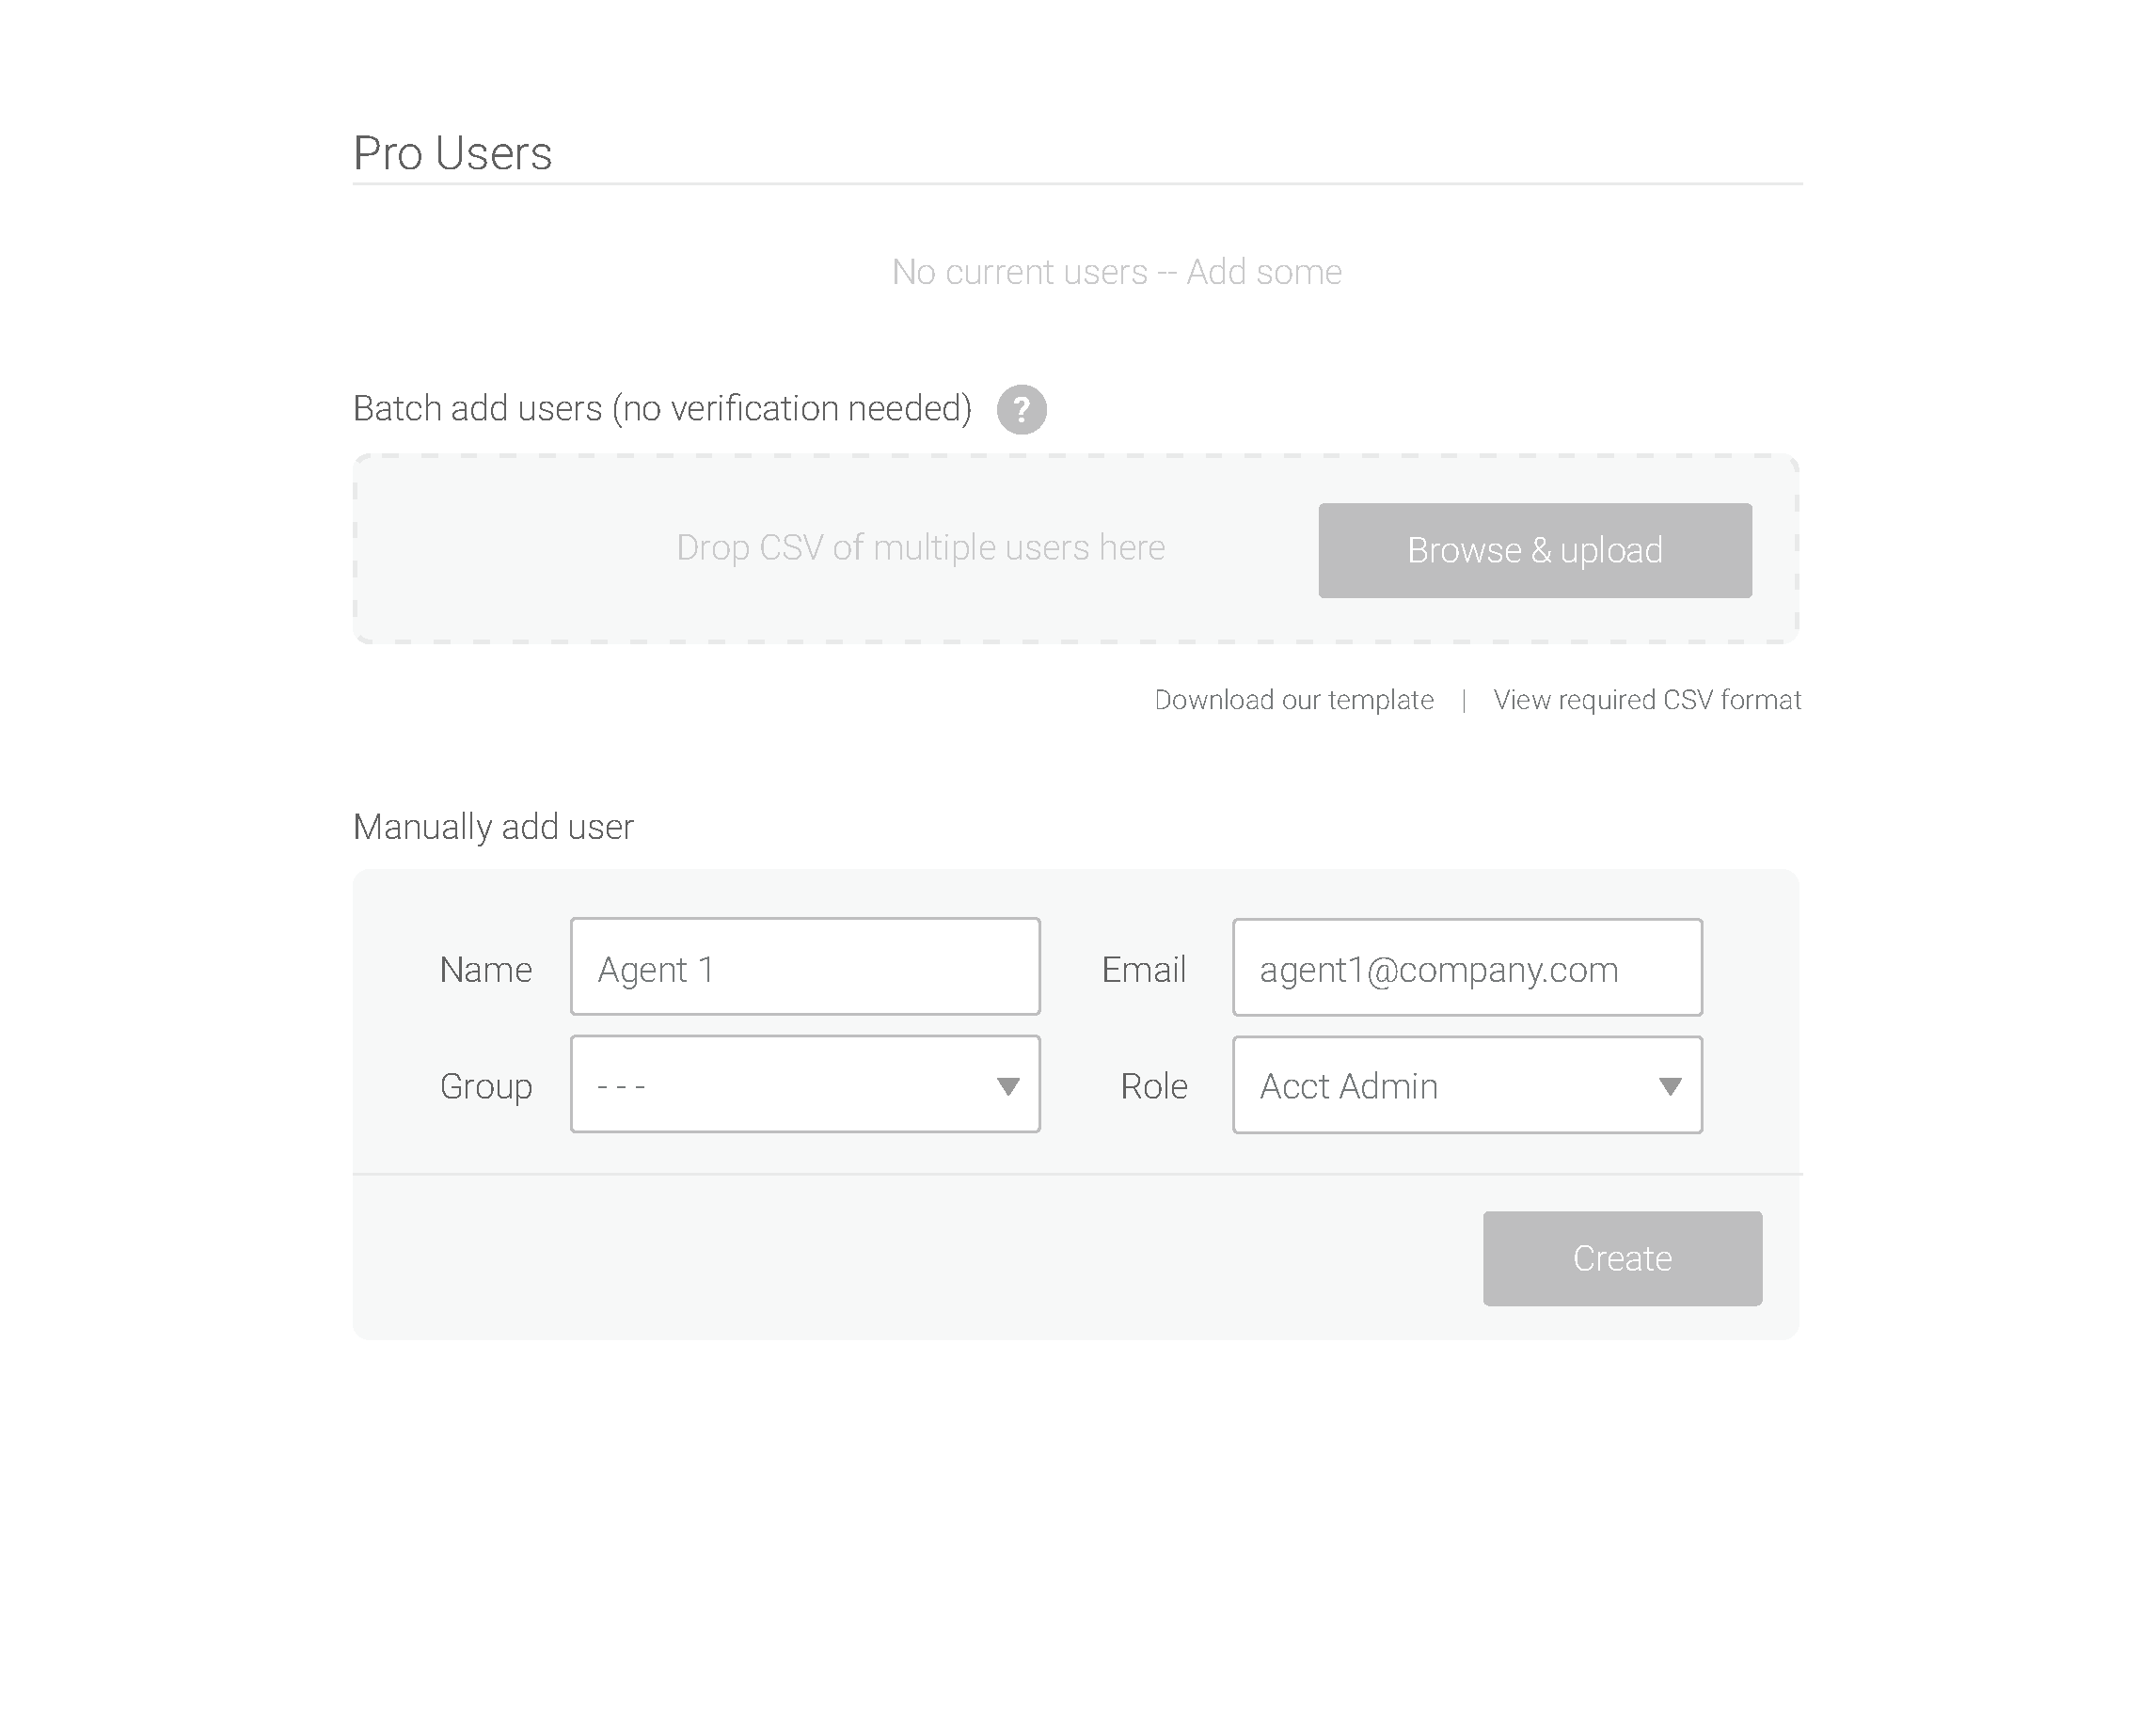 Pro Users
No current users -- Add some
Batch add users (no verification needed) ?
Drop CSV of multiple users here
Browse & upload
Download our template | View required CSV format
Manually add user
Name Agent 1 Email agent1@company.com
Group - - - Role Acct Admin
Create